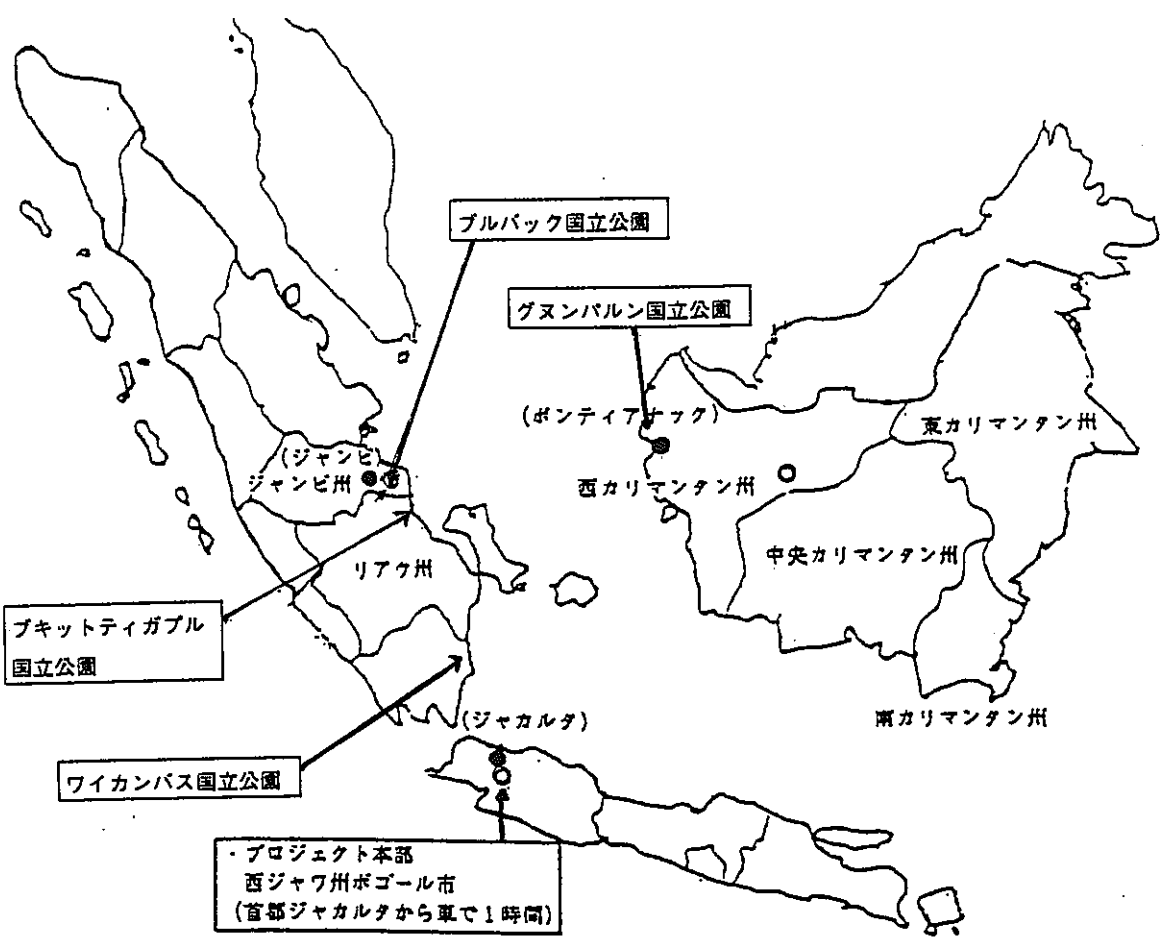 ブルバック国立公園
グヌンパルン国立公園
(ポンティアナック)
東カリマンタン州
(ジャンビ)
ジャンビ州
西カリマンタン州
中央カリマンタン州
リアウ州
ブキットティガプル
国立公園
南カリマンタン州
(ジャカルタ)
ワイカンバス国立公園
・プロジェクト本部
西ジャワ州ボゴール市
(首都ジャカルタから車で1時間)